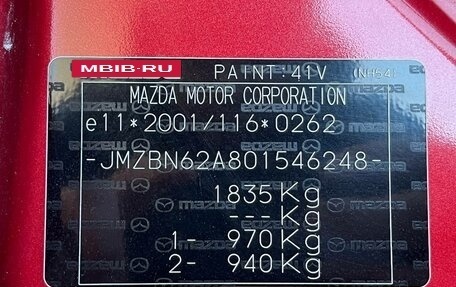 MBIB·RU PAINT:41V (NH54)
MAZDA MOTOR CORPORATION
e11*2001/116*0262
-JMZBN62A801546248-
1835 Kg
--- Kg
1- 970 Kg
2- 940 Kg